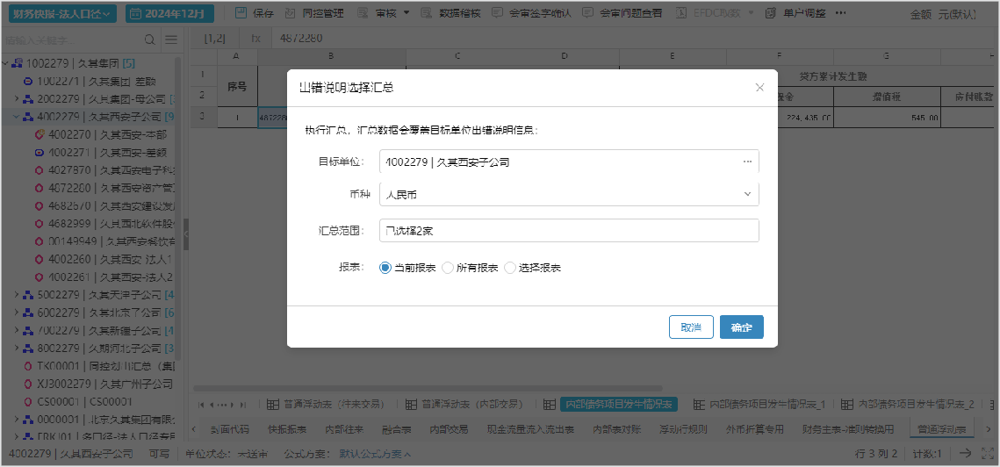 财务快报-法人口径 2024年12月 保存 同控管理 审核 数据稽核 会审签字确认 会审问题查看 EFDC取数 单户调整 ··· 金额 元(默认)
请输入关键字...
[1,2] fx 4872280
1002279 | 久其集团 [5]
1002271 | 久其集团-差额
2002279 | 久其集团-母公司
4002279 | 久其西安子公司 [9
4002270 | 久其西安-本部
4002271 | 久其西安-差额
4027870 | 久其西安电子科
4872280 | 久其西安资产管
4682670 | 久其西安建设发
4682999 | 久其西北软件股
00149949 | 久其西安餐饮
4002260 | 久其西安-法人1
4002261 | 久其西安-法人2
5002279 | 久其天津子公司 [4
6002279 | 久其北京子公司 [6
7002279 | 久其新疆子公司 [4
8002279 | 久期河北子公司 [3
TK00001 | 同控划出汇总（集
XJ3002279 | 久其广州子公司
CS00001 | CS00001
0000001 | 北京久其集团有限
A B C D E F G H
1 序号 贷方累计发生额
2 增值税 应付账款
3 1 224,435.00 545.00
出错说明选择汇总
执行汇总，汇总数据会覆盖目标单位出错说明信息：
目标单位： 4002279 | 久其西安子公司 ···
币种 人民币
汇总范围： 已选择2家
报表： 当前报表 所有报表 选择报表
取消 确定
普通浮动表（往来交易） 普通浮动表（内部交易） 内部债务项目发生情况表 内部债务项目发生情况表_1 内部债务项目发生情况表_2
封面代码 快报报表 内部往来 融合表 内部交易 现金流量流入流出表 内部表对账 浮动行规则 外币折算专用 财务主表-准则转换用 普通浮动表
4002279 | 久其西安子公司 可写 单位状态：未送审 公式方案： 默认公式方案 行 3 列 2 计数:1